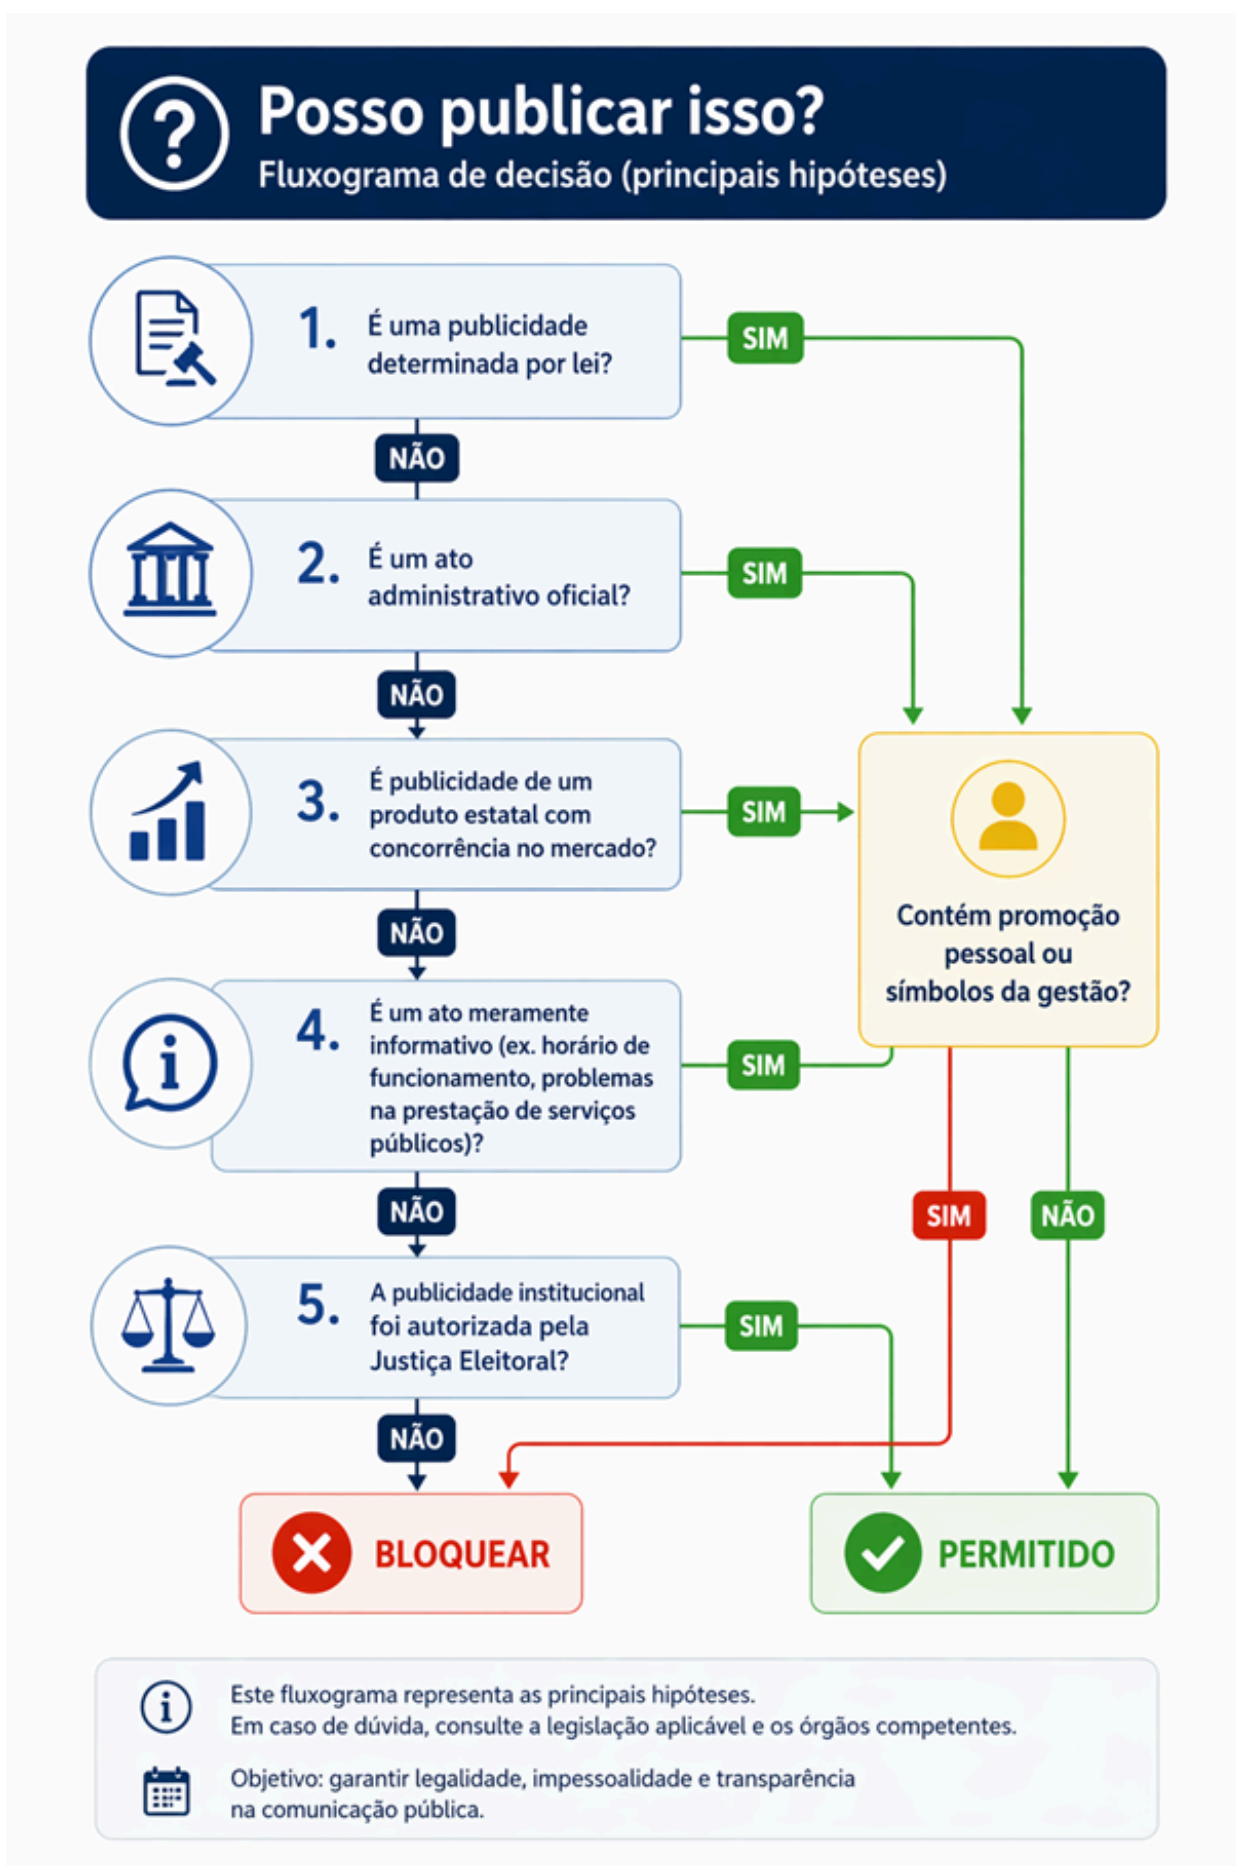 Posso publicar isso?
Fluxograma de decisão (principais hipóteses)
1. É uma publicidade
determinada por lei?
SIM
NÃO
2. É um ato
administrativo oficial?
SIM
NÃO
3. É publicidade de um
produto estatal com
concorrência no mercado?
SIM
NÃO
Contém promoção
pessoal ou
símbolos da gestão?
4. É um ato meramente
informativo (ex. horário de
funcionamento, problemas
na prestação de serviços
públicos)?
SIM
NÃO
SIM
NÃO
5. A publicidade institucional
foi autorizada pela
Justiça Eleitoral?
SIM
NÃO
BLOQUEAR
PERMITIDO
Este fluxograma representa as principais hipóteses.
Em caso de dúvida, consulte a legislação aplicável e os órgãos competentes.
Objetivo: garantir legalidade, impessoalidade e transparência
na comunicação pública.